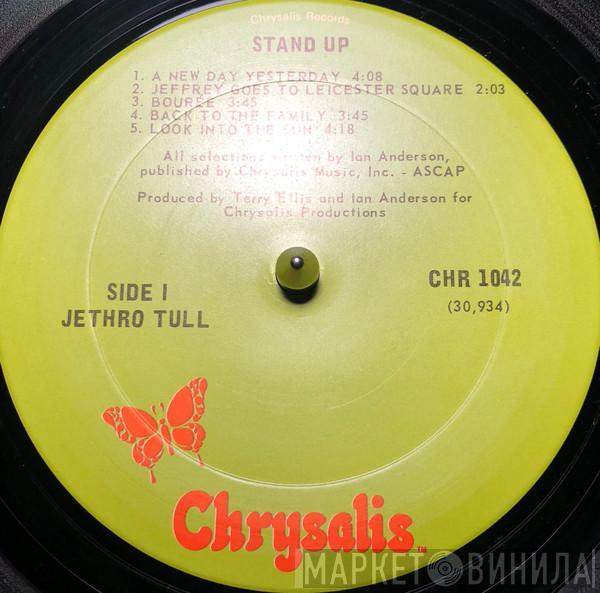 Chrysalis Records
STAND UP
1. A NEW DAY YESTERDAY 4:08
2. JEFFREY GOES TO LEICESTER SQUARE 2:03
3. BOURÉE 3:45
4. BACK TO THE FAMILY 3:45
5. LOOK INTO THE SUN 4:18
All selections written by Ian Anderson,
published by Chrysalis Music, Inc. - ASCAP
Produced by Terry Ellis and Ian Anderson for
Chrysalis Productions
SIDE I
JETHRO TULL
CHR 1042
(30,934)
Chrysalis TM
МАРКЕТ ВИНИЛА